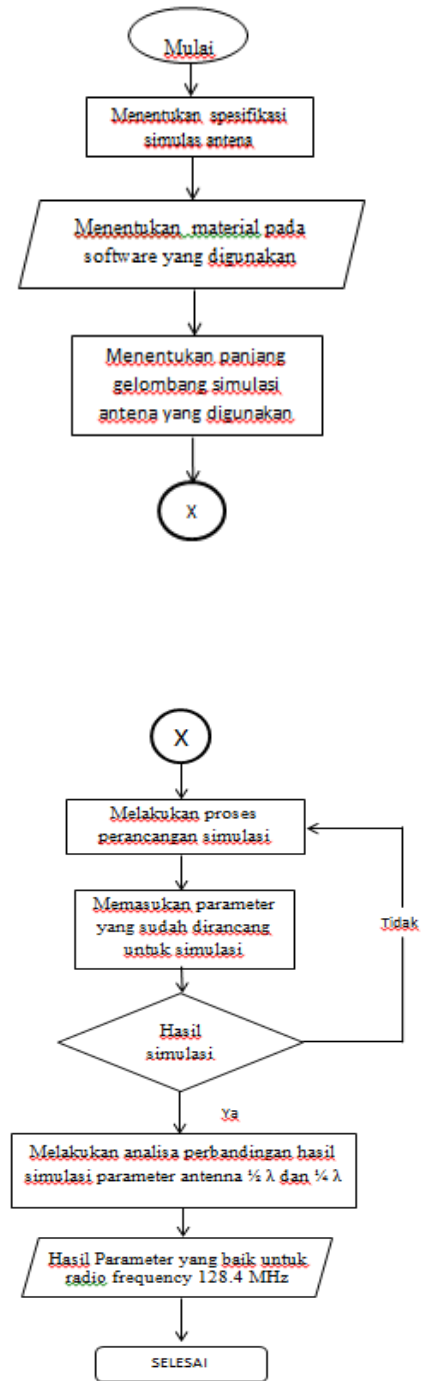 Mulai
Menentukan spesifikasi
simulas antena
Menentukan material pada
software yang digunakan
Menentukan panjang
gelombang simulasi
antena yang digunakan
X
X
Melakukan proses
perancangan simulasi
Memasukan parameter
yang sudah dirancang
untuk simulasi
Tidak
Hasil
simulasi
Ya
Melakukan analisa perbandingan hasil
simulasi parameter antenna ½ λ dan ¼ λ
Hasil Parameter yang baik untuk
radio frequency 128.4 MHz
SELESAI